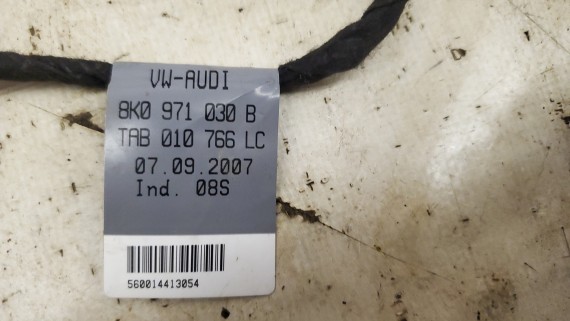 VW-AUDI
8K0 971 030 B
TAB 010 766 LC
07.09.2007
Ind. 08S
560014413054